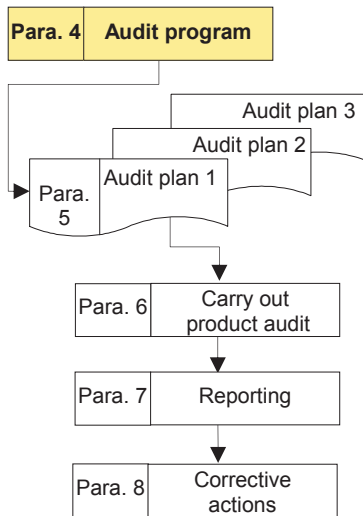 Para. 4 Audit program
Audit plan 3
Audit plan 2
Audit plan 1
Para.
5
Para. 6 Carry out
product audit
Para. 7 Reporting
Para. 8 Corrective
actions